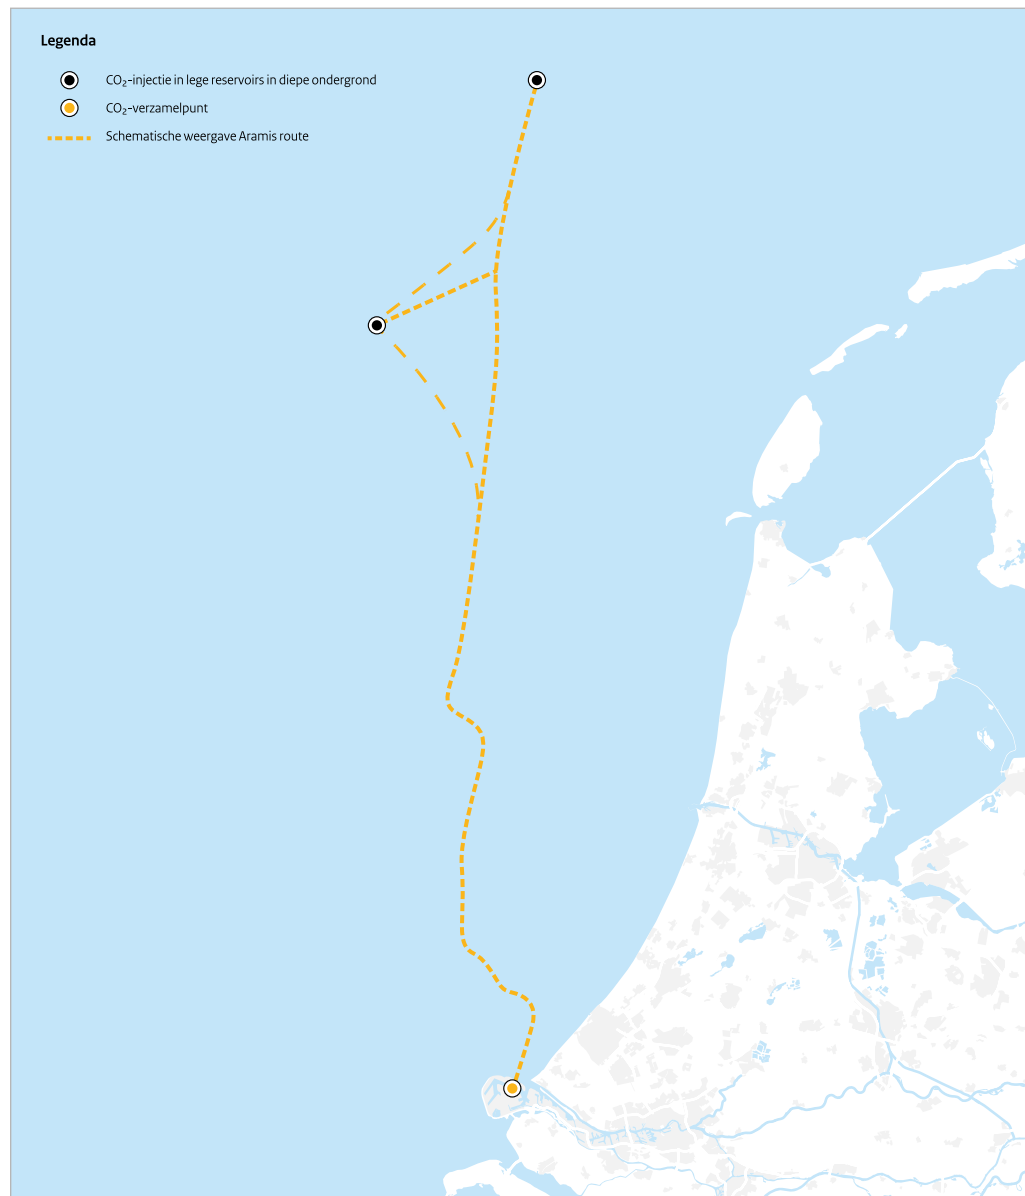 Legenda
CO₂-injectie in lege reservoirs in diepe ondergrond
CO₂-verzamelpunt
Schematische weergave Aramis route